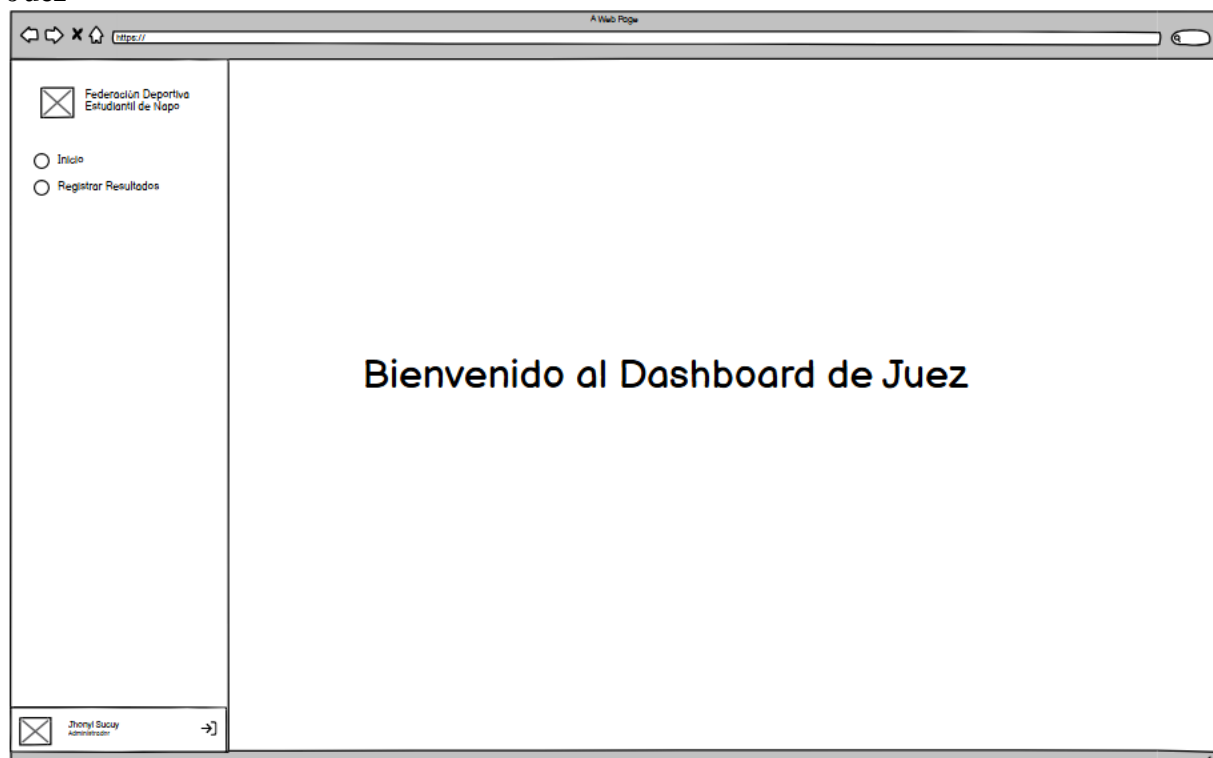 Juez
A Web Page
https://
Federación Deportiva
Estudiantil de Napo
Inicio
Registrar Resultados
Bienvenido al Dashboard de Juez
Jhonyl Sucuy
Administrador